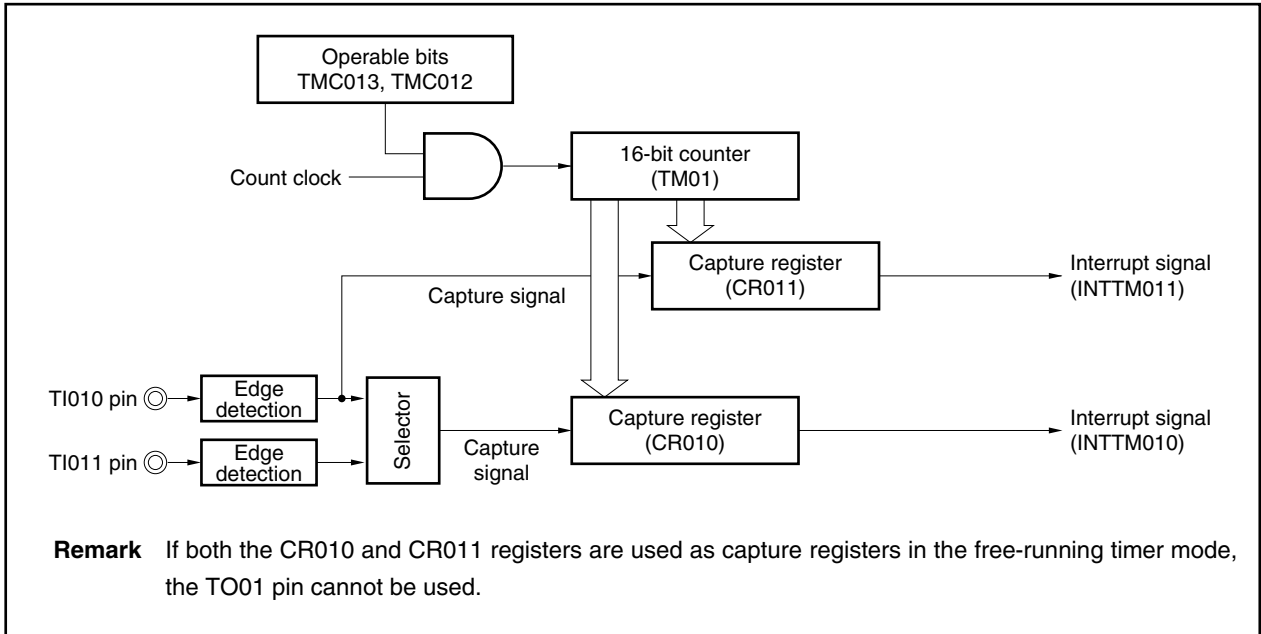 Operable bits
TMC013, TMC012
Count clock
16-bit counter
(TM01)
Capture register
(CR011)
Interrupt signal
(INTTM011)
Capture signal
TI010 pin
Edge
detection
Selector
Capture register
(CR010)
Interrupt signal
(INTTM010)
TI011 pin
Edge
detection
Capture
signal
Remark If both the CR010 and CR011 registers are used as capture registers in the free-running timer mode,
the TO01 pin cannot be used.